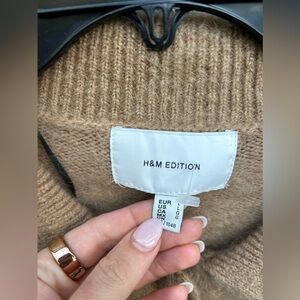 H&M EDITION
EUR L
US L
CA G
MX G